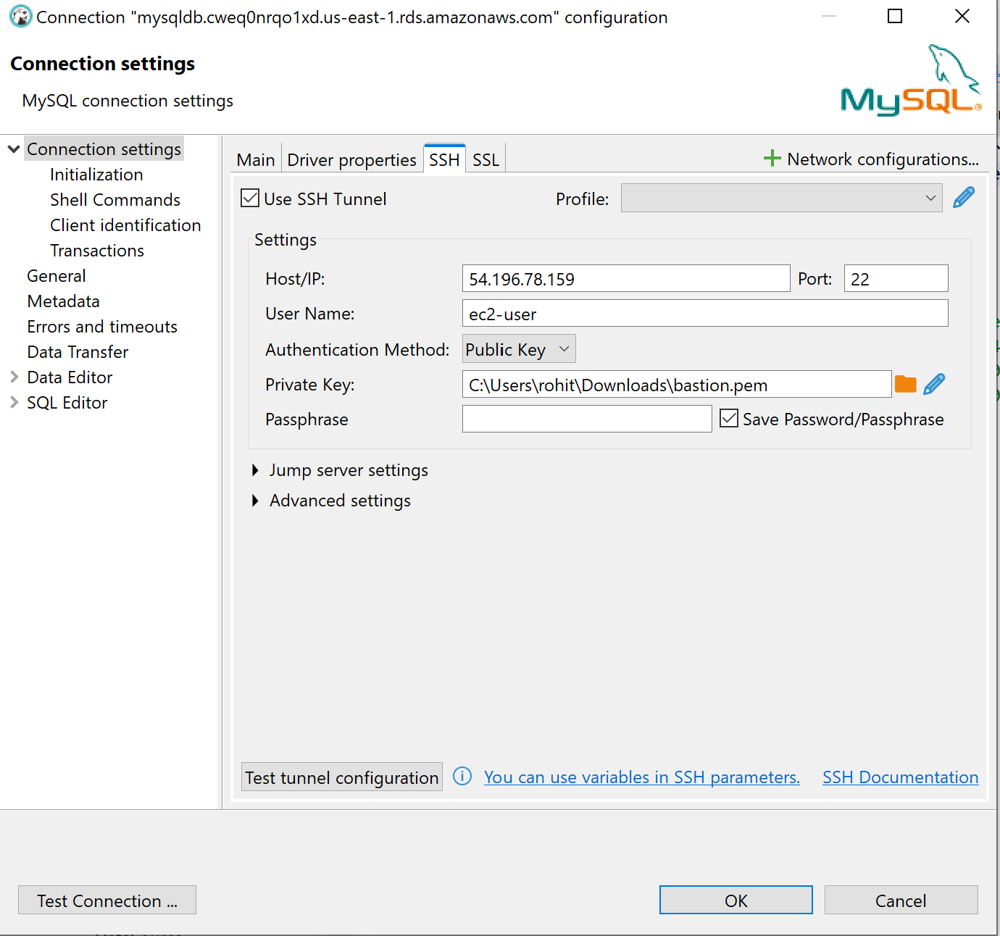 Connection "mysqldb.cweq0nrqo1xd.us-east-1.rds.amazonaws.com" configuration
Connection settings
MySQL connection settings
MySQL
Connection settings
Initialization
Shell Commands
Client identification
Transactions
General
Metadata
Errors and timeouts
Data Transfer
Data Editor
SQL Editor
Main Driver properties SSH SSL Network configurations...
Use SSH Tunnel Profile:
Settings
Host/IP: 54.196.78.159 Port: 22
User Name: ec2-user
Authentication Method: Public Key
Private Key: C:\Users\rohit\Downloads\bastion.pem
Passphrase Save Password/Passphrase
Jump server settings
Advanced settings
Test tunnel configuration You can use variables in SSH parameters. SSH Documentation
Test Connection ... OK Cancel